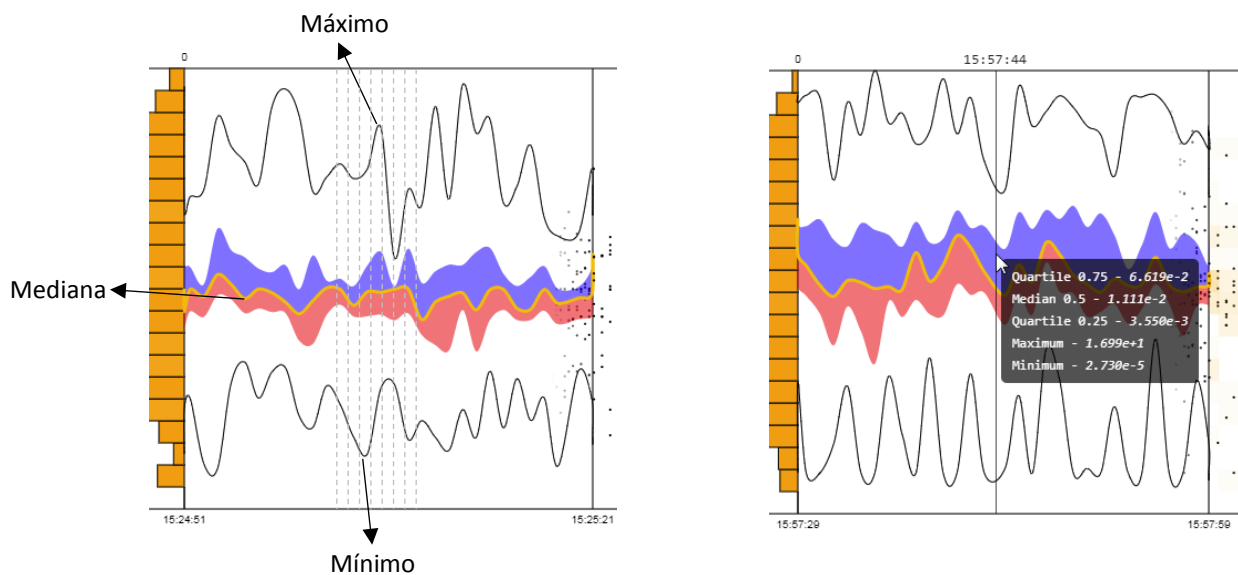 Máximo
0
Mediana
15:24:51
15:25:21
Mínimo
0
15:57:44
Quartile 0.75 - 6.619e-2
Median 0.5 - 1.111e-2
Quartile 0.25 - 3.550e-3
Maximum - 1.699e+1
Minimum - 2.730e-5
15:57:29
15:57:59